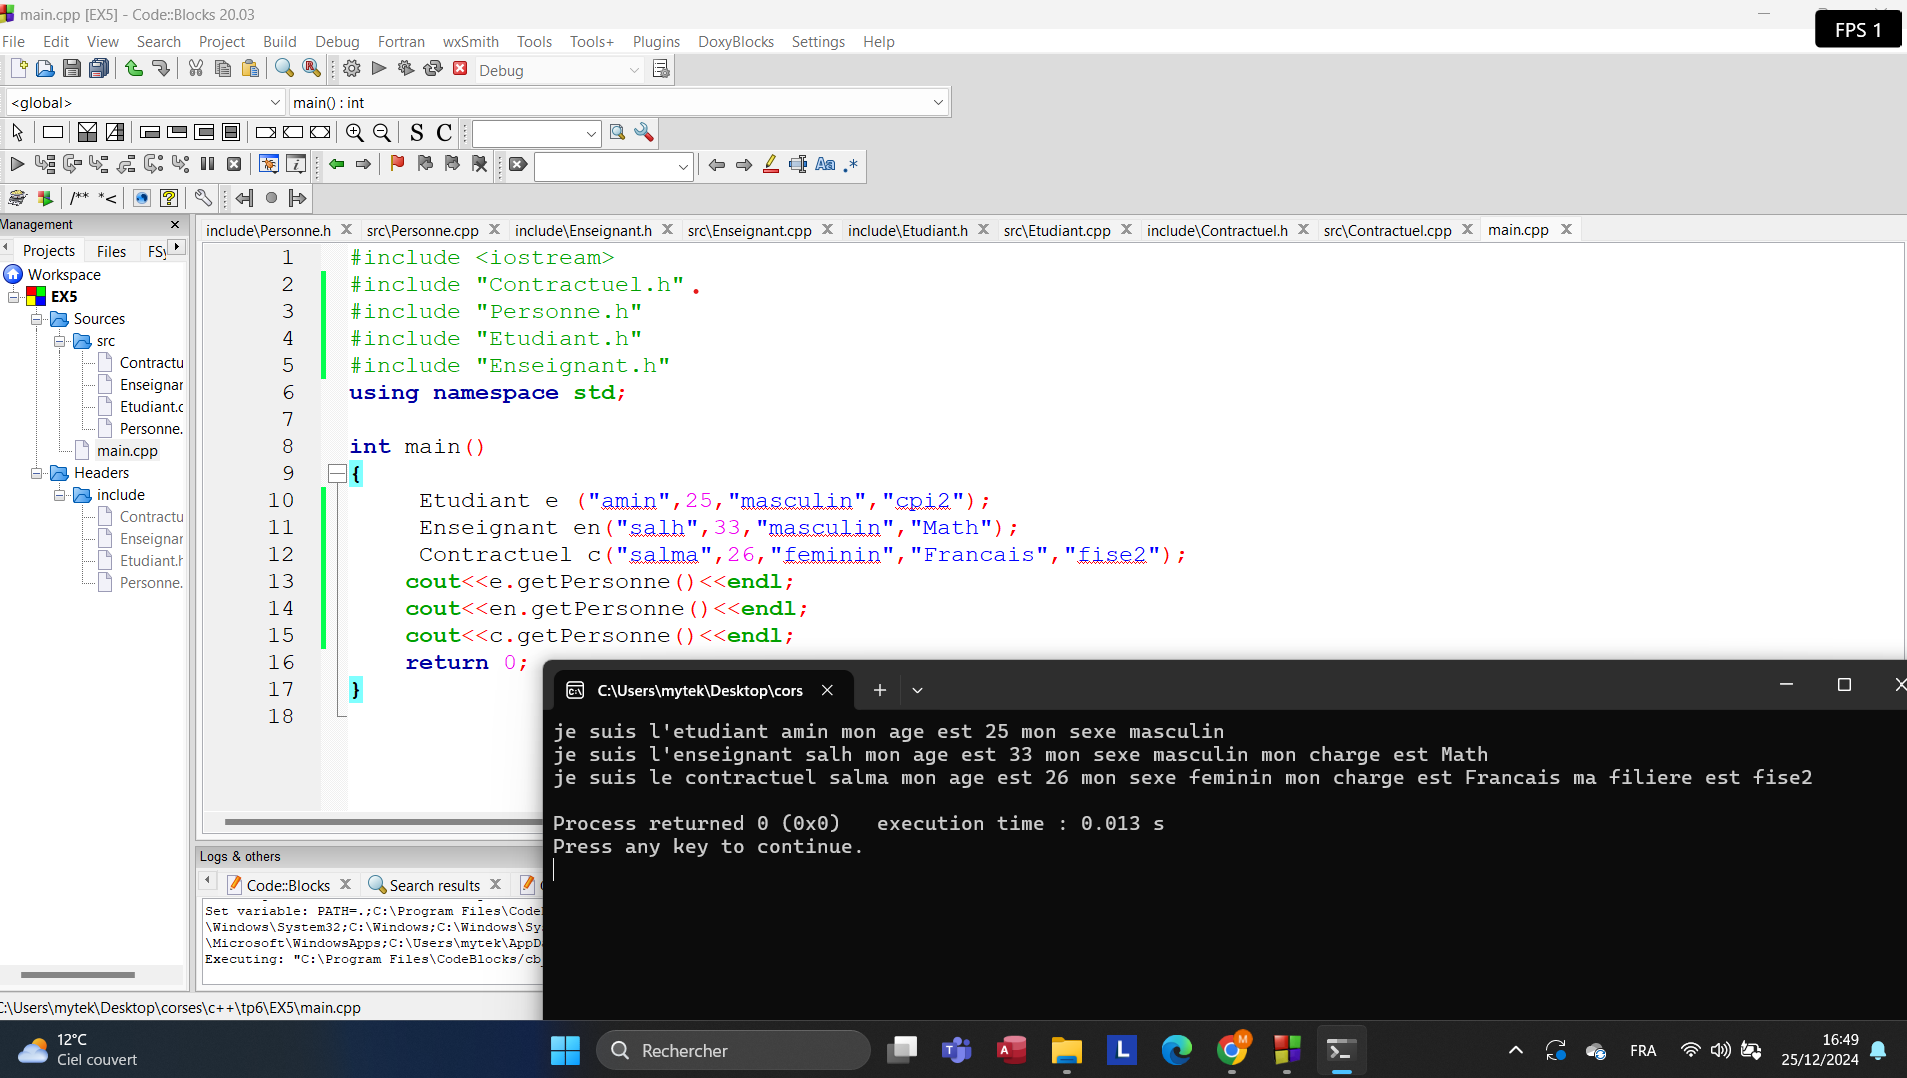 main.cpp [EX5] - Code::Blocks 20.03
FPS 1
File Edit View Search Project Build Debug Fortran wxSmith Tools Tools+ Plugins DoxyBlocks Settings Help
Debug
<global> main() : int
S C
/** *<
Management
Projects Files FSy
include\Personne.h src\Personne.cpp include\Enseignant.h src\Enseignant.cpp include\Etudiant.h src\Etudiant.cpp include\Contractuel.h src\Contractuel.cpp main.cpp
Workspace
EX5
Sources
src
Contractu
Enseignar
Etudiant.c
Personne.
main.cpp
Headers
include
Contractu
Enseignar
Etudiant.h
Personne.
1 #include <iostream>
2 #include "Contractuel.h"
3 #include "Personne.h"
4 #include "Etudiant.h"
5 #include "Enseignant.h"
6 using namespace std;
7
8 int main()
9 {
10 Etudiant e ("amin",25,"masculin","cpi2");
11 Enseignant en("salh",33,"masculin","Math");
12 Contractuel c("salma",26,"feminin","Francais","fise2");
13 cout<<e.getPersonne()<<endl;
14 cout<<en.getPersonne()<<endl;
15 cout<<c.getPersonne()<<endl;
16 return 0;
17 }
18
C:\Users\mytek\Desktop\cors
je suis l'etudiant amin mon age est 25 mon sexe masculin
je suis l'enseignant salh mon age est 33 mon sexe masculin mon charge est Math
je suis le contractuel salma mon age est 26 mon sexe feminin mon charge est Francais ma filiere est fise2
Process returned 0 (0x0) execution time : 0.013 s
Press any key to continue.
Logs & others
Code::Blocks Search results
Set variable: PATH=.;C:\Program Files\Code
\Windows\System32;C:\Windows;C:\Windows\Sy
\Microsoft\WindowsApps;C:\Users\mytek\AppD
Executing: "C:\Program Files\CodeBlocks/cb
C:\Users\mytek\Desktop\corses\c++\tp6\EX5\main.cpp
12°C
Ciel couvert
Rechercher
FRA
16:49
25/12/2024